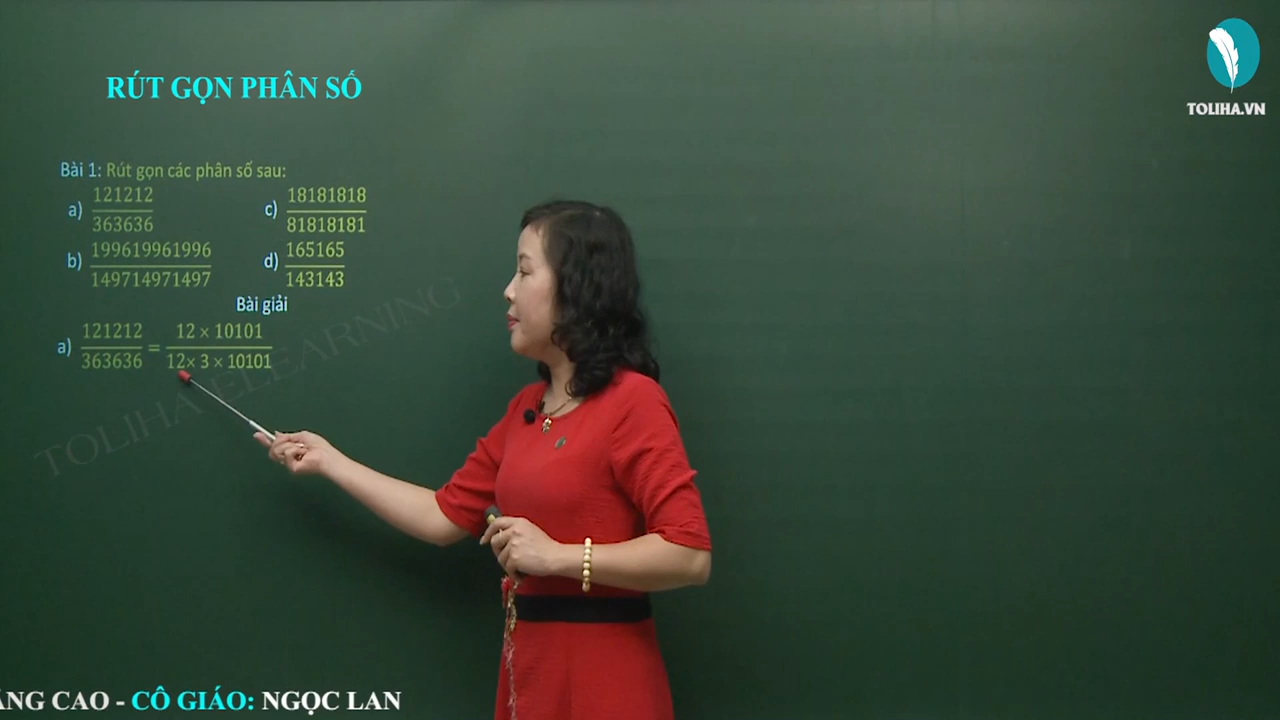 TOLIHA.VN
RÚT GỌN PHÂN SỐ
Bài 1: Rút gọn các phân số sau:
a) 121212/363636
c) 18181818/81818181
b) 199619961996/149714971497
d) 165165/143143
Bài giải
a) 121212/363636 = 12 × 10101/12× 3 × 10101
TOLIHA ELEARNING
CAO - CÔ GIÁO: NGỌC LAN